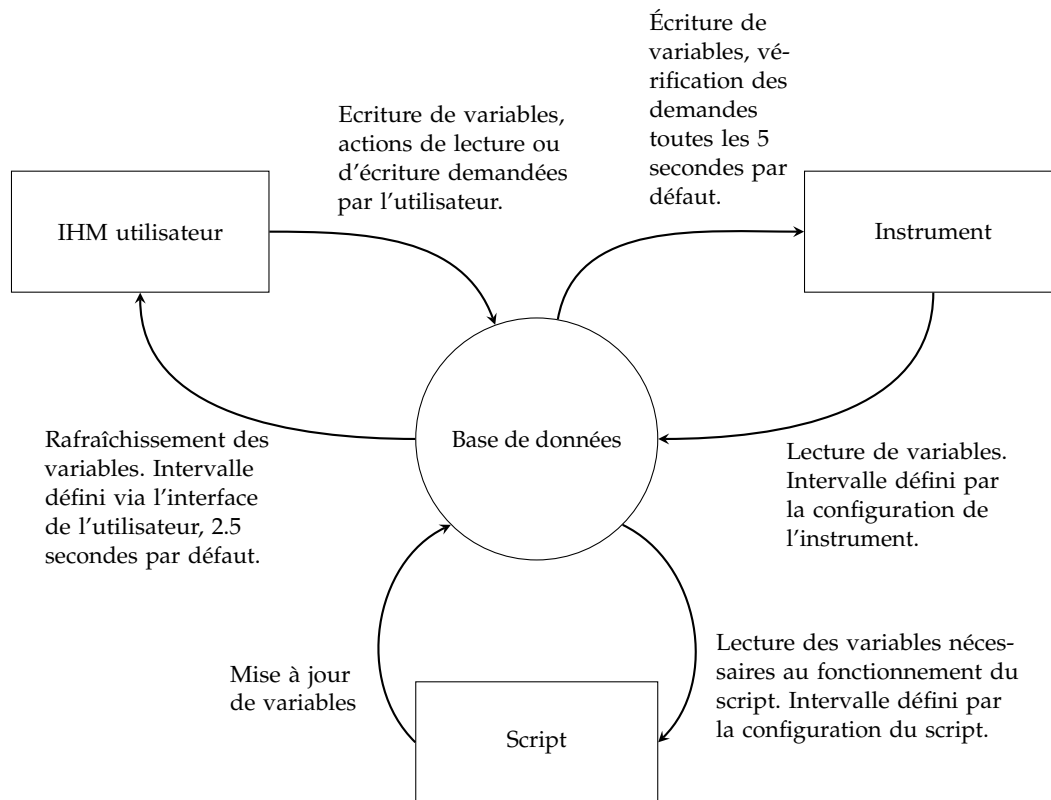 Écriture de
variables, vé-
rification des
demandes
toutes les 5
secondes par
défaut.
Ecriture de variables,
actions de lecture ou
d'écriture demandées
par l'utilisateur.
IHM utilisateur
Instrument
Base de données
Rafraîchissement des
variables. Intervalle
défini via l'interface
de l'utilisateur, 2.5
secondes par défaut.
Lecture de variables.
Intervalle défini par
la configuration de
l'instrument.
Mise à jour
de variables
Lecture des variables néces-
saires au fonctionnement du
script. Intervalle défini par
la configuration du script.
Script